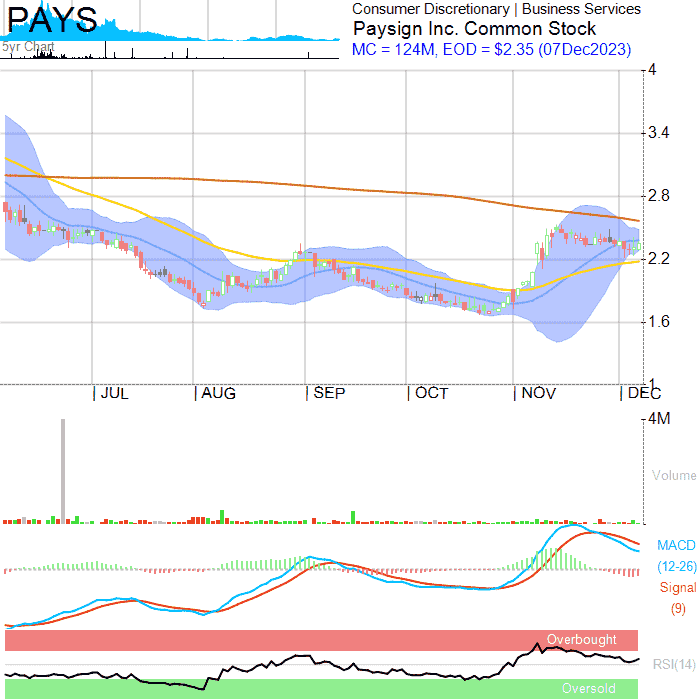 PAYS
Consumer Discretionary | Business Services
Paysign Inc. Common Stock
5yr Chart
MC = 124M, EOD = $2.35 (07Dec2023)
4
3.4
2.8
2.2
1.6
1
| JUL | AUG | SEP | OCT | NOV | DEC
4M
Volume
MACD
(12-26)
Signal
(9)
Overbought
RSI(14)
Oversold